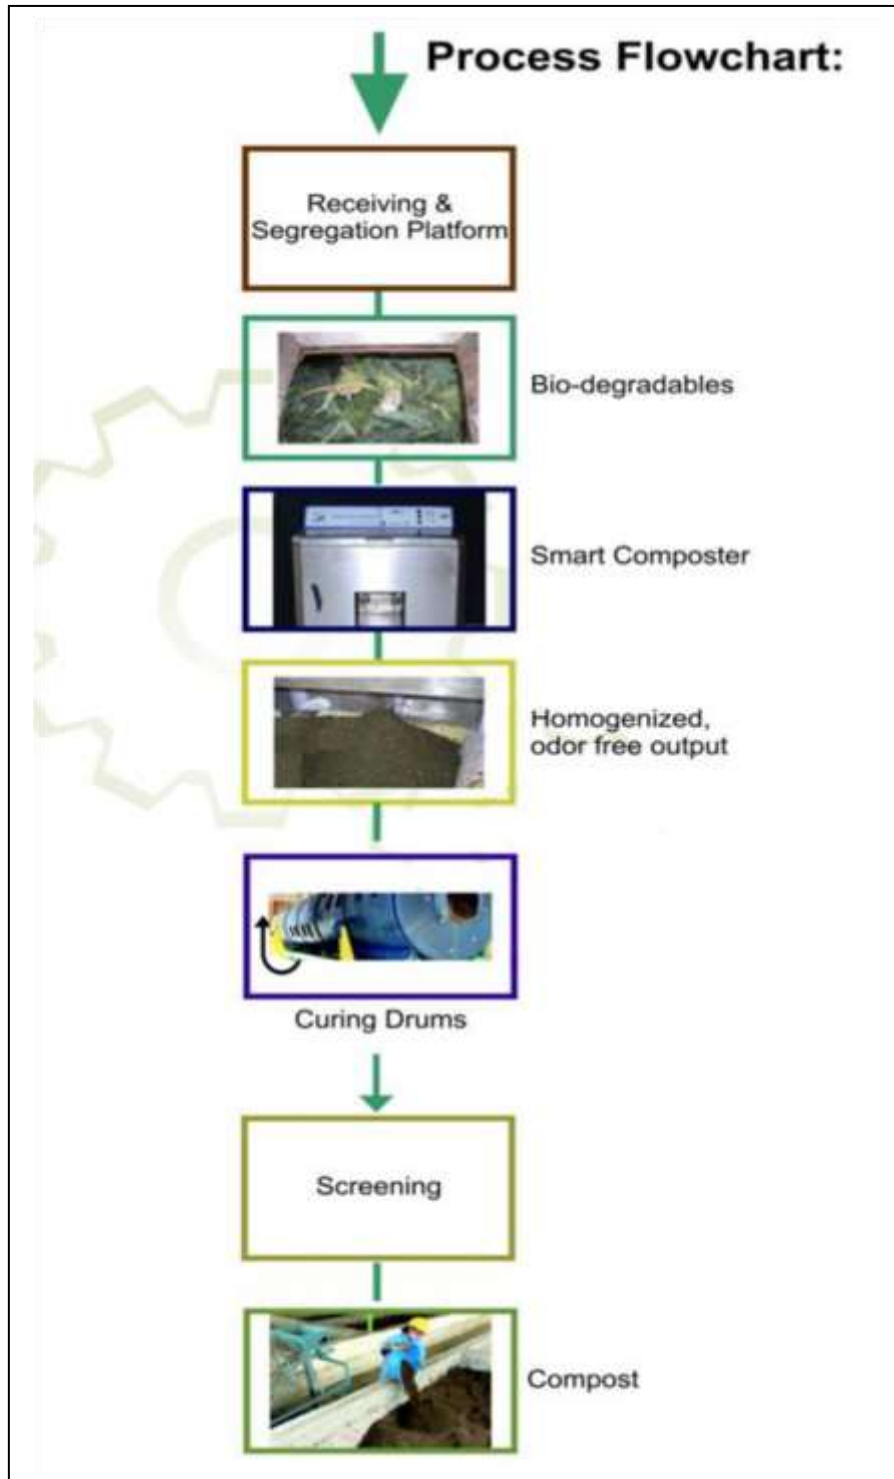 Process Flowchart:
Receiving &
Segregation Platform
Bio-degradables
Smart Composter
Homogenized,
odor free output
Curing Drums
Screening
Compost